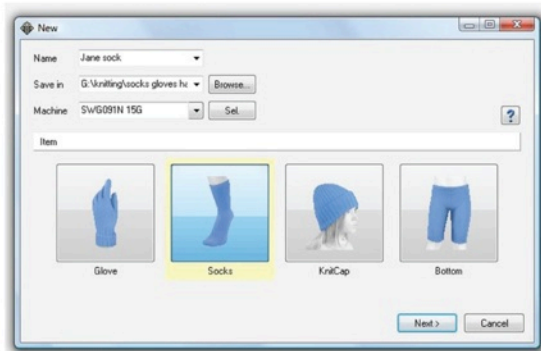 New
Name Jane sock
Save in G:\knitting\socks gloves ha Browse...
Machine SWG091N 15G Sel.
?
Item
Glove Socks KnitCap Bottom
Next > Cancel